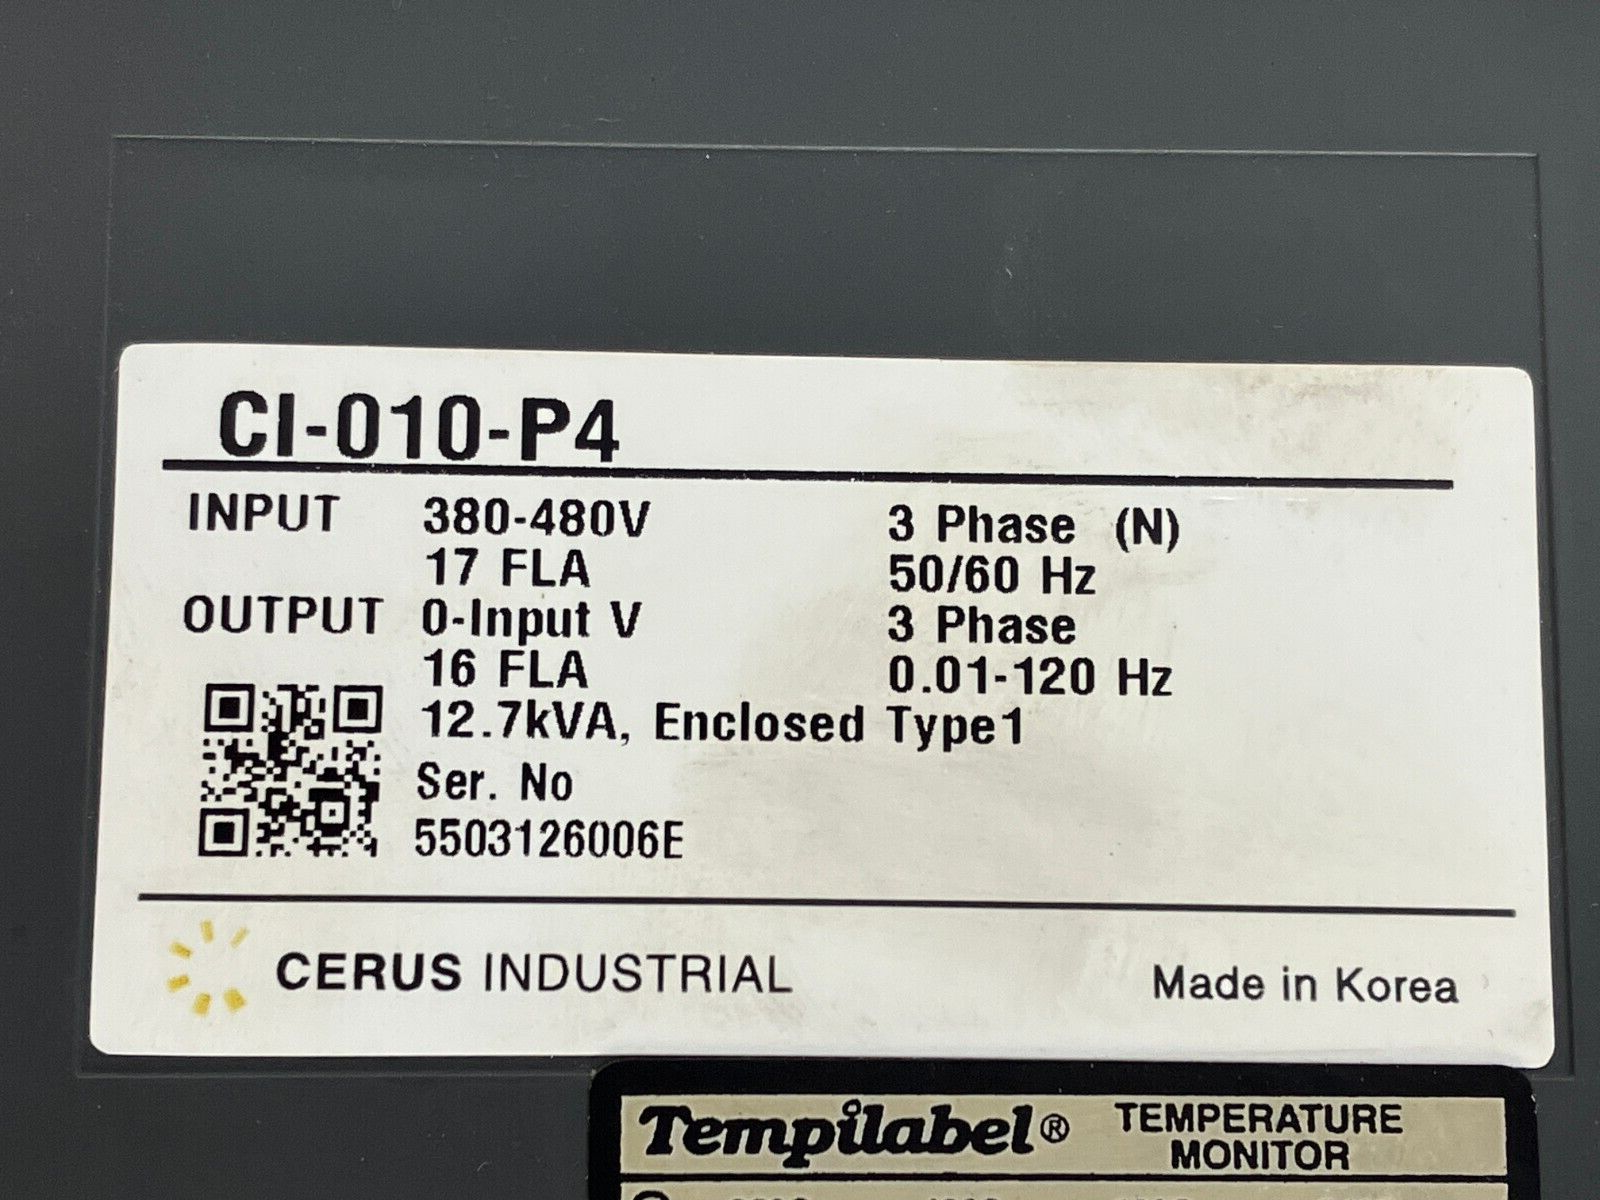 CI-010-P4
INPUT 380-480V 3 Phase (N)
17 FLA 50/60 Hz
OUTPUT 0-Input V 3 Phase
16 FLA 0.01-120 Hz
12.7kVA, Enclosed Type1
Ser. No
5503126006E
CERUS INDUSTRIAL Made in Korea
Tempilabel® TEMPERATURE
MONITOR